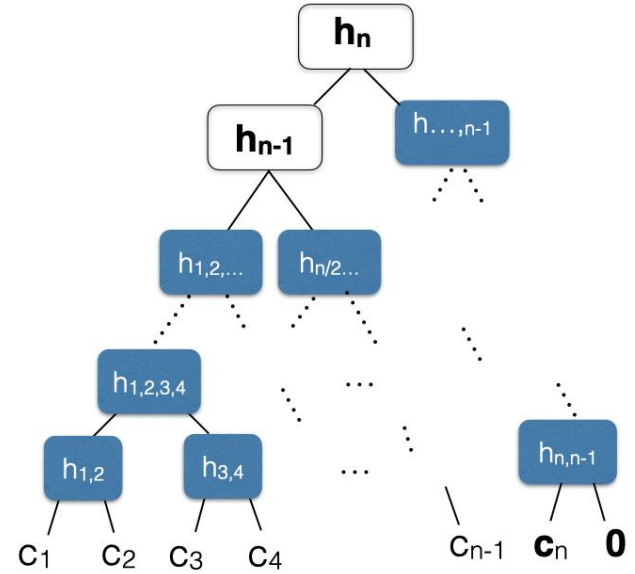 hn
hn-1
h...,n-1
h1,2,...
hn/2...
h1,2,3,4
...
h1,2
h3,4
...
hn,n-1
C1 C2 C3 C4 Cn-1 cn 0